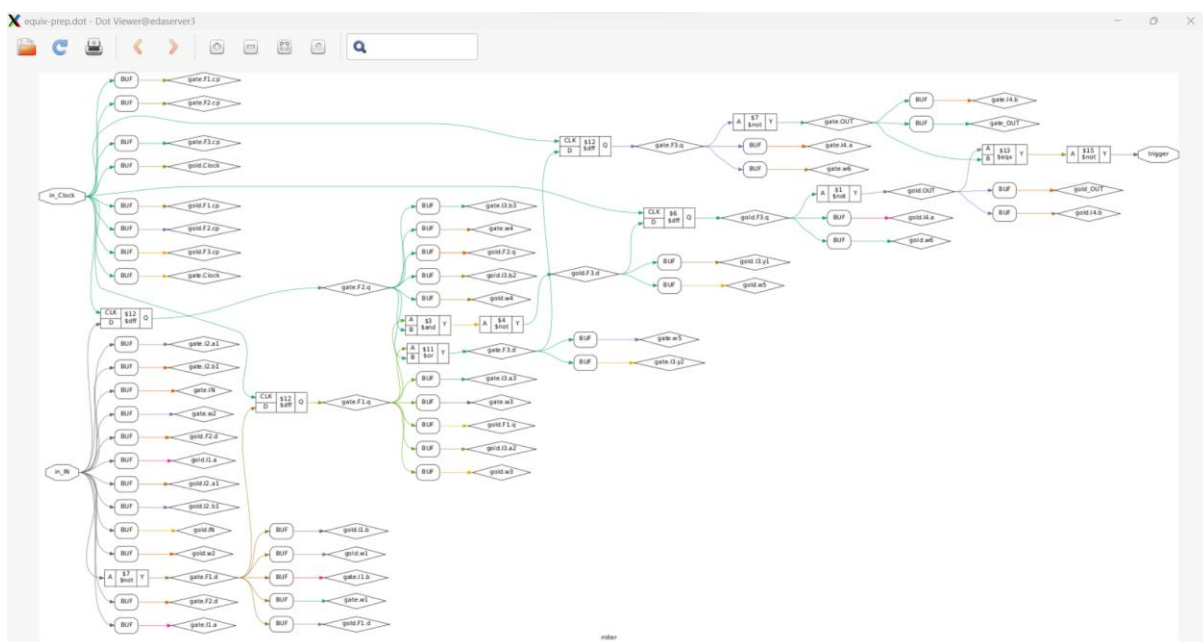 equiv-prep.dot - Dot Viewer@edaserver3
BUF gate.F1.cp
BUF gate.F2.cp
BUF gate.F3.cp
BUF gold.Clock
in_Clock
BUF gold.F1.cp
BUF gold.F2.cp
BUF gold.F3.cp
BUF gate.Clock
CLK D $12 $dff Q
BUF gate.I2.a1
BUF gate.I2.b1
BUF gate.IN
BUF gate.w2
BUF gold.F2.d
BUF gold.I1.a
in_IN
BUF gold.I2.a1
BUF gold.I2.b1
BUF gold.IN
BUF gold.w2
A $7 $not Y gate.F1.d
BUF gate.F2.d
BUF gate.I1.a
BUF gold.I1.b
BUF gold.w1
BUF gate.I1.b
BUF gate.w1
BUF gold.F1.d
CLK D $12 $dff Q gate.F1.q
gate.F2.q
BUF gate.I3.b3
BUF gate.w4
BUF gold.F2.q
BUF gold.I3.b2
BUF gold.w4
A B $3 $and Y A $4 $not Y gold.F3.d
A B $11 $or Y gate.F3.d
BUF gate.I3.a3
BUF gate.w3
BUF gold.F1.q
BUF gold.I3.a2
BUF gold.w3
CLK D $12 $dff Q gate.F3.q
BUF gate.w5
BUF gate.I3.y2
CLK D $6 $dff Q gold.F3.q
BUF gold.I3.y1
BUF gold.w5
A $7 $not Y gate.OUT
BUF gate.I4.a
BUF gate.w6
A $1 $not Y gold.OUT
BUF gold.I4.a
BUF gold.w6
BUF gate.I4.b
BUF gate_OUT
A B $13 $eqx Y A $15 $not Y trigger
BUF gold_OUT
BUF gold.I4.b
miter